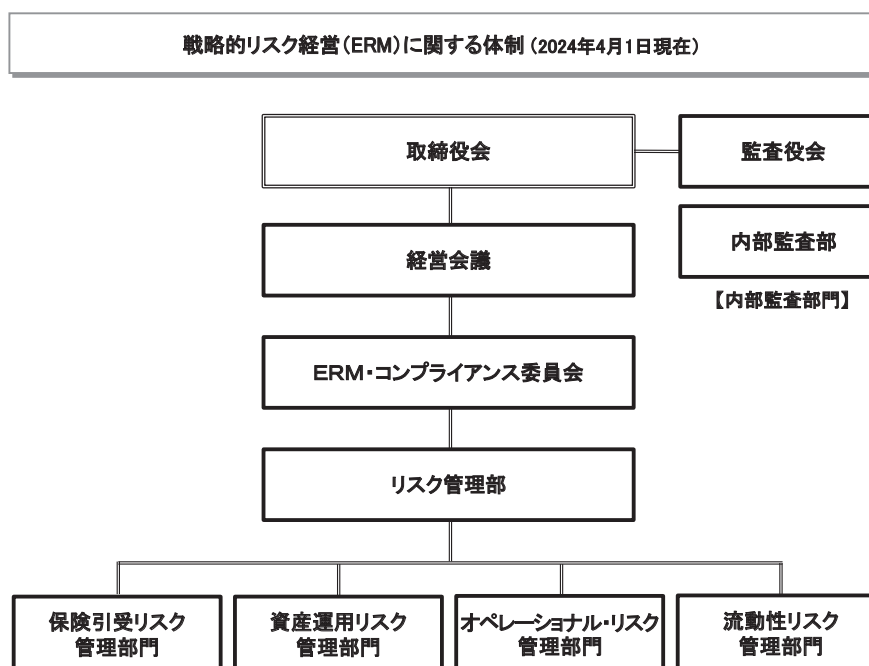 戦略的リスク経営(ERM)に関する体制(2024年4月1日現在)
取締役会
監査役会
経営会議
内部監査部
【内部監査部門】
ERM・コンプライアンス委員会
リスク管理部
保険引受リスク
管理部門
資産運用リスク
管理部門
オペレーショナル・リスク
管理部門
流動性リスク
管理部門